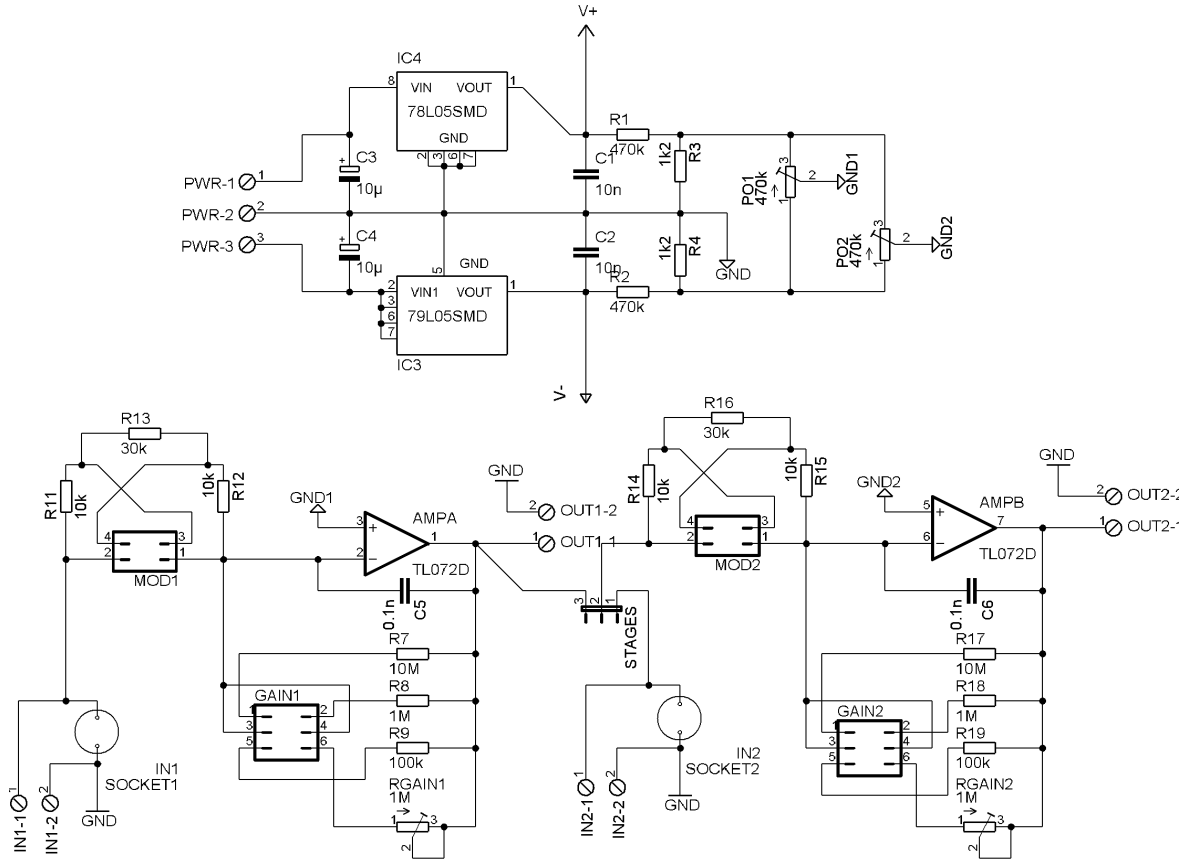 V+
IC4
8 VIN VOUT 1
78L05SMD
GND
2 3 6 7
PWR-1 1
PWR-2 2
PWR-3 3
C3
+
10µ
C4
+
10µ
C1
10n
C2
10n
R1
470k
R2
470k
1k2
R3
1k2
R4
GND
PO1
470k
3
2
1
GND1
PO2
470k
3
2
1
GND2
5 GND
2 VIN1 VOUT 1
3
6
7
79L05SMD
IC3
V-
R13
30k
R11
10k
10k
R12
4 3
2 1
MOD1
GND1
3 +
2 −
1
AMPA
TL072D
0.1n
C5
GND
2 OUT1-2
1 OUT1-1
R7
10M
R8
1M
R9
100k
GAIN1
1 2
3 4
5 6
RGAIN1
1M
1 3
2
IN1
SOCKET1
1
IN1-1
2
IN1-2
GND
3 2 1
STAGES
R16
30k
R14
10k
10k
R15
4 3
2 1
MOD2
GND2
5 +
6 −
7
AMPB
TL072D
0.1n
C6
GND
2 OUT2-2
1 OUT2-1
R17
10M
R18
1M
R19
100k
GAIN2
1 2
3 4
5 6
RGAIN2
1M
1 3
2
IN2
SOCKET2
1
IN2-1
2
IN2-2
GND